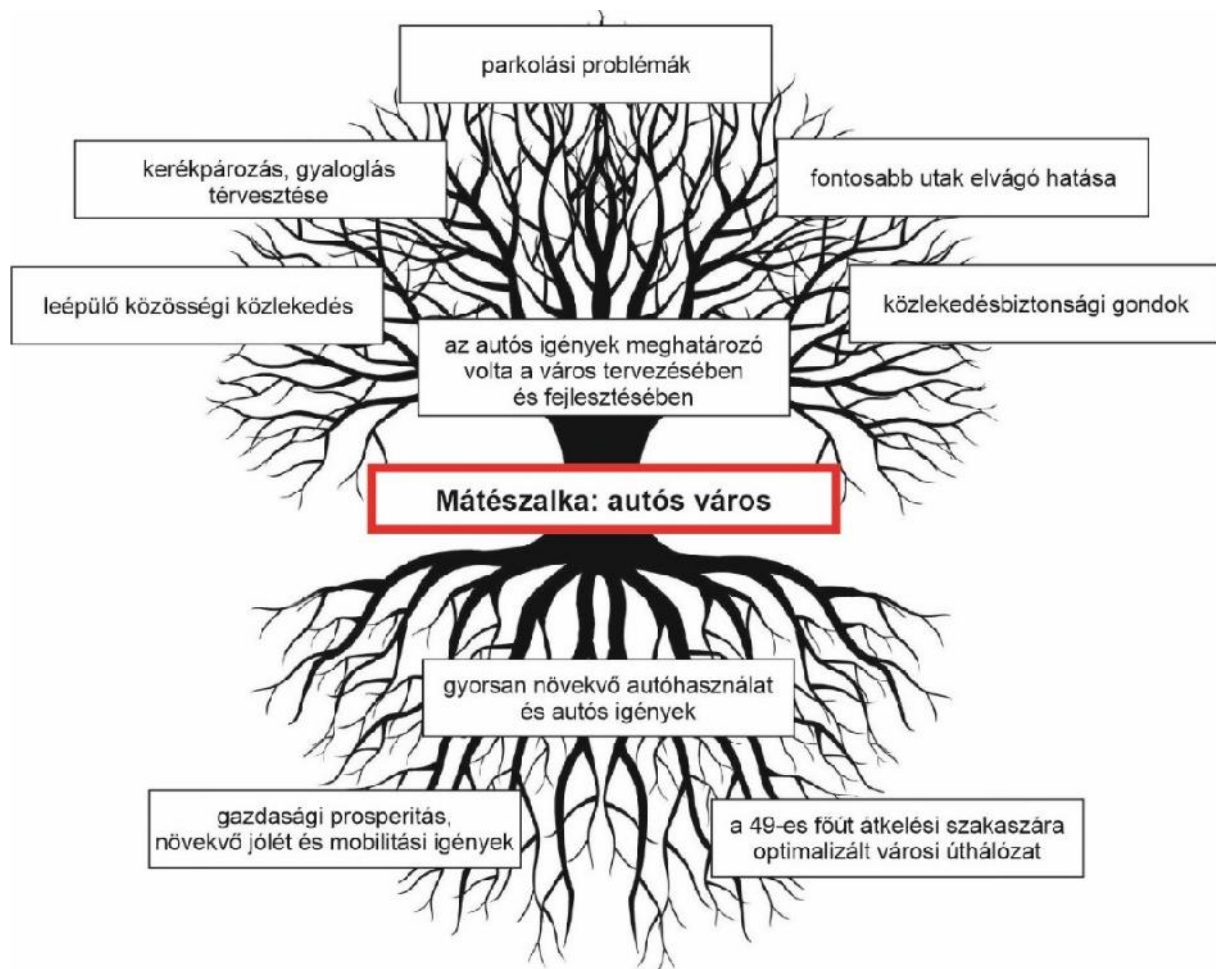 parkolási problémák
kerékpározás, gyaloglás
térvesztése
fontosabb utak elvágó hatása
leépülő közösségi közlekedés
közlekedésbiztonsági gondok
az autós igények meghatározó
volta a város tervezésében
és fejlesztésében
Mátészalka: autós város
gyorsan növekvő autóhasználat
és autós igények
gazdasági prosperitás,
növekvő jólét és mobilitási igények
a 49-es főút átkelési szakaszára
optimalizált városi úthálózat